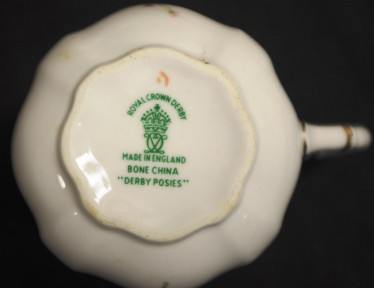 ROYAL CROWN DERBY
MADE IN ENGLAND
BONE CHINA
"DERBY POSIES"